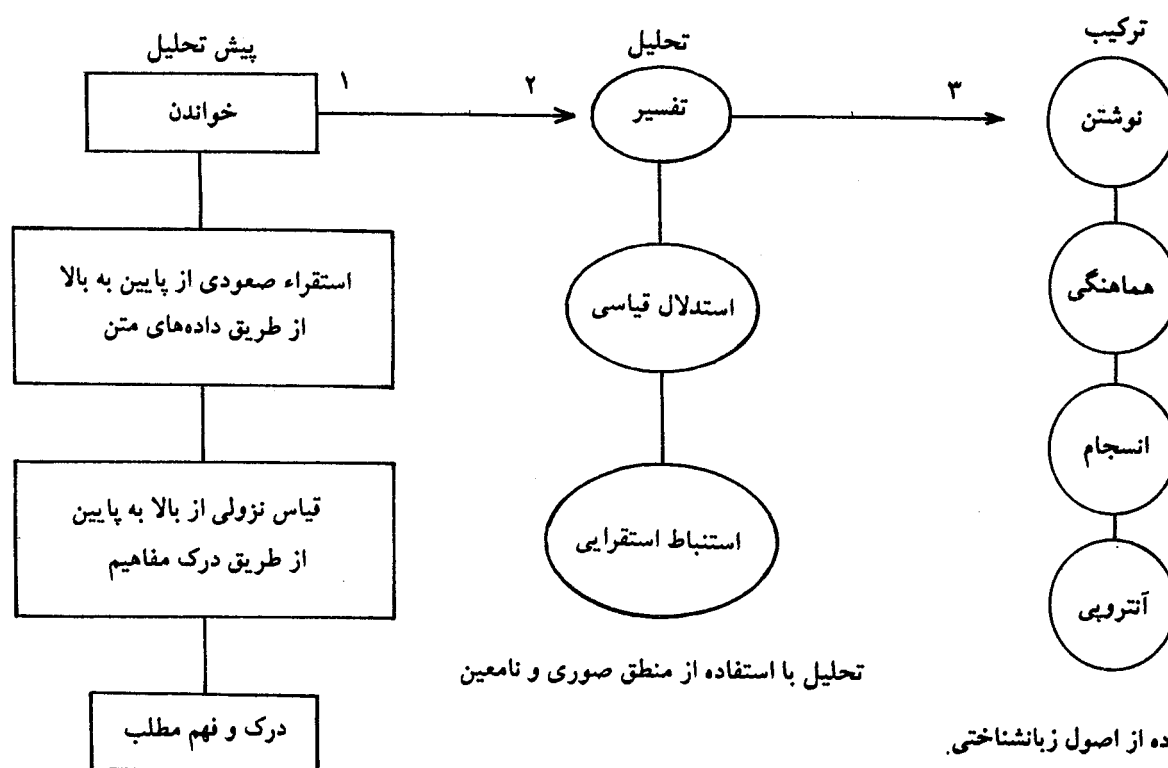 پیش تحلیل
۱
خواندن
استقراء صعودی از پایین به بالا
از طریق داده‌های متن
قیاس نزولی از بالا به پایین
از طریق درک مفاهیم
درک و فهم مطلب
تحلیل
۲
تفسیر
استدلال قیاسی
استنباط استقرایی
تحلیل با استفاده از منطق صوری و نامعین
ترکیب
۳
نوشتن
هماهنگی
انسجام
آنتروپی
ده از اصول زبانشناختی.